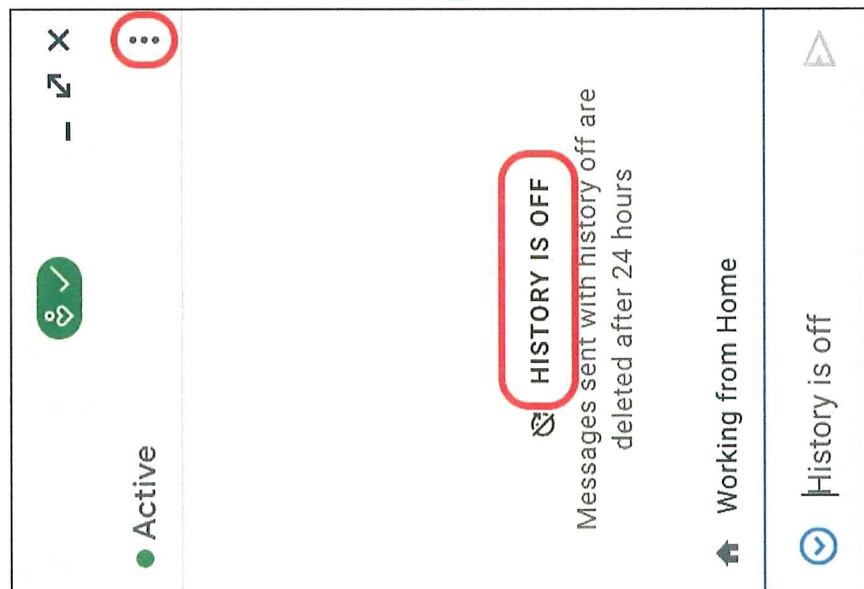 Active
HISTORY IS OFF
Messages sent with history off are
deleted after 24 hours
Working from Home
History is off